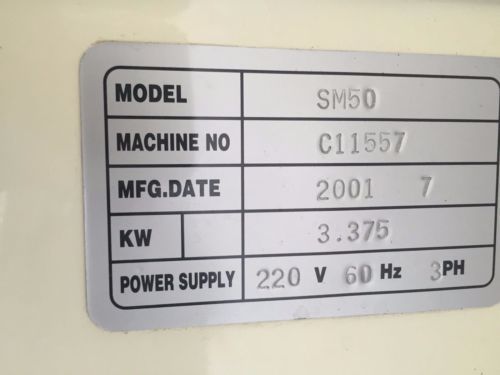 MODEL SM50
MACHINE NO C11557
MFG.DATE 2001 7
KW 3.375
POWER SUPPLY 220 V 60 Hz 3PH